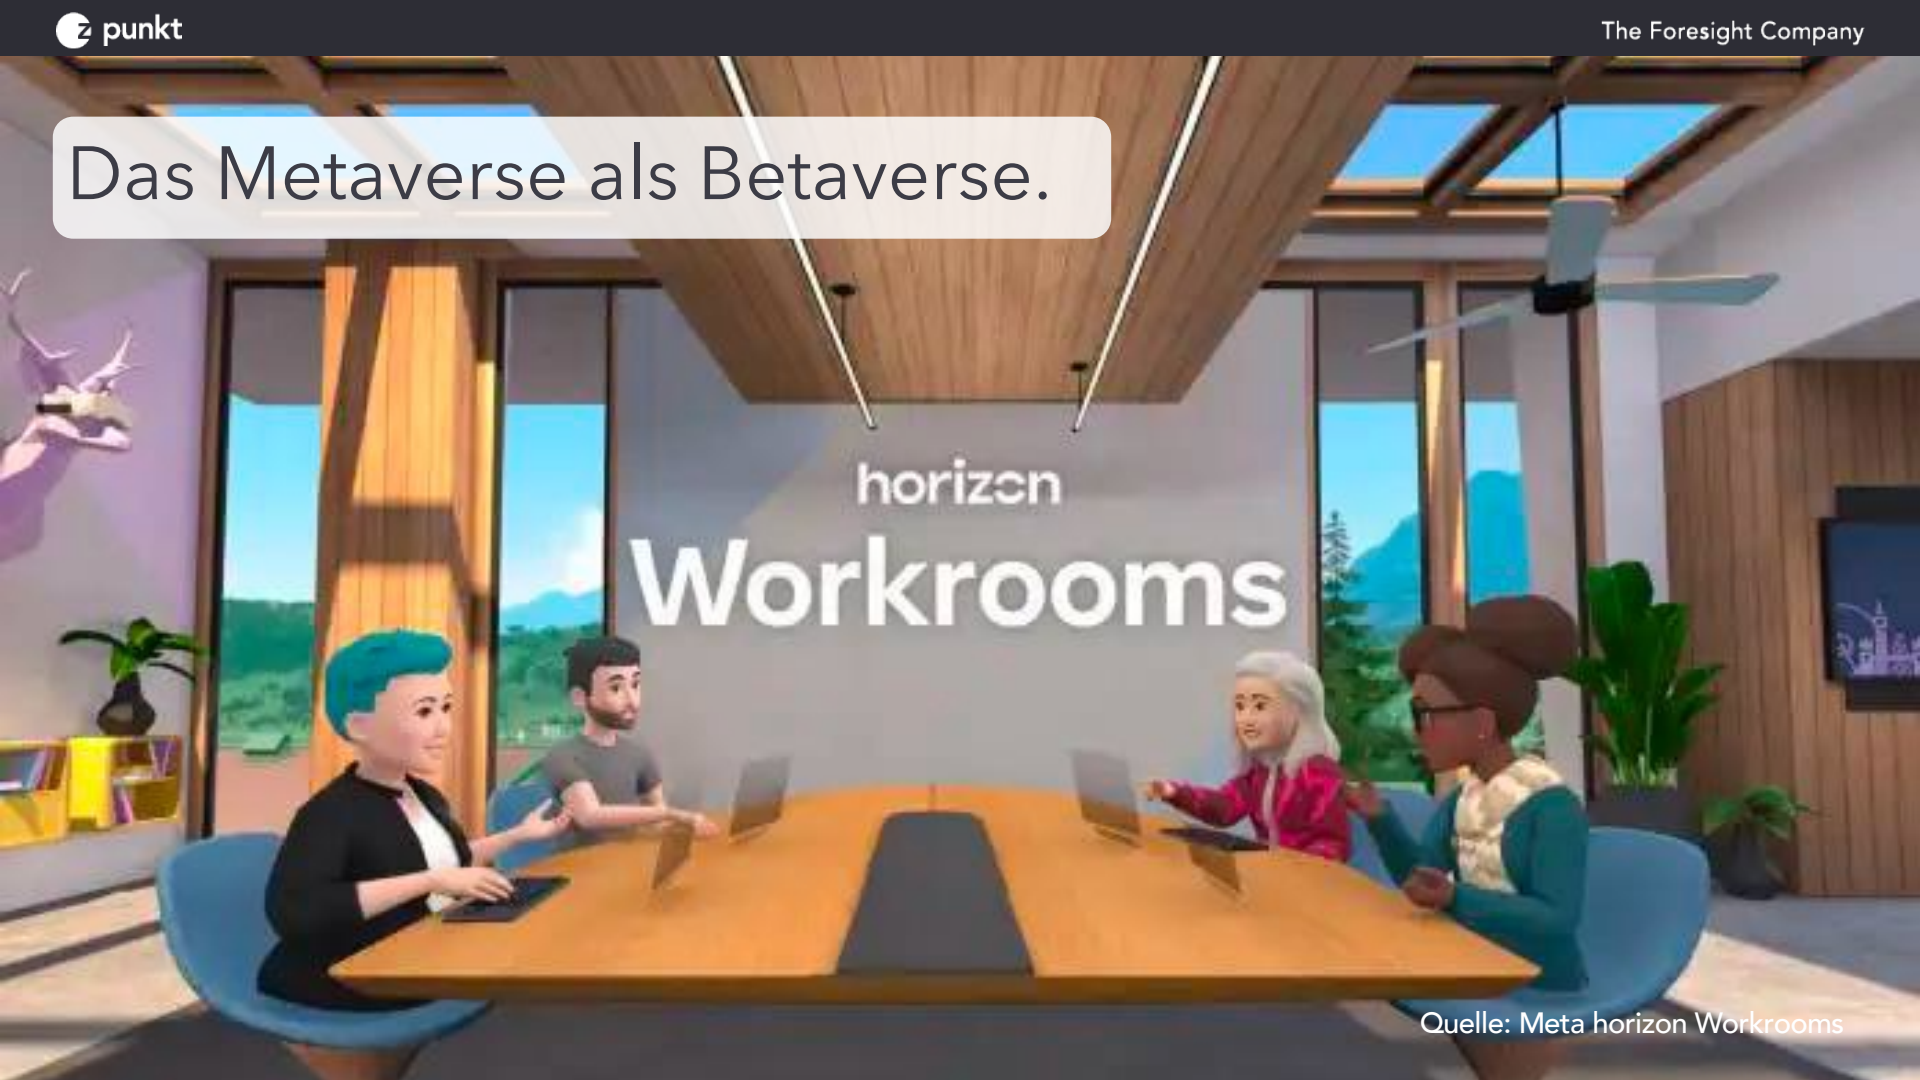 z punkt
The Foresight Company
Das Metaverse als Betaverse.
horizon
Workrooms
Quelle: Meta horizon Workrooms